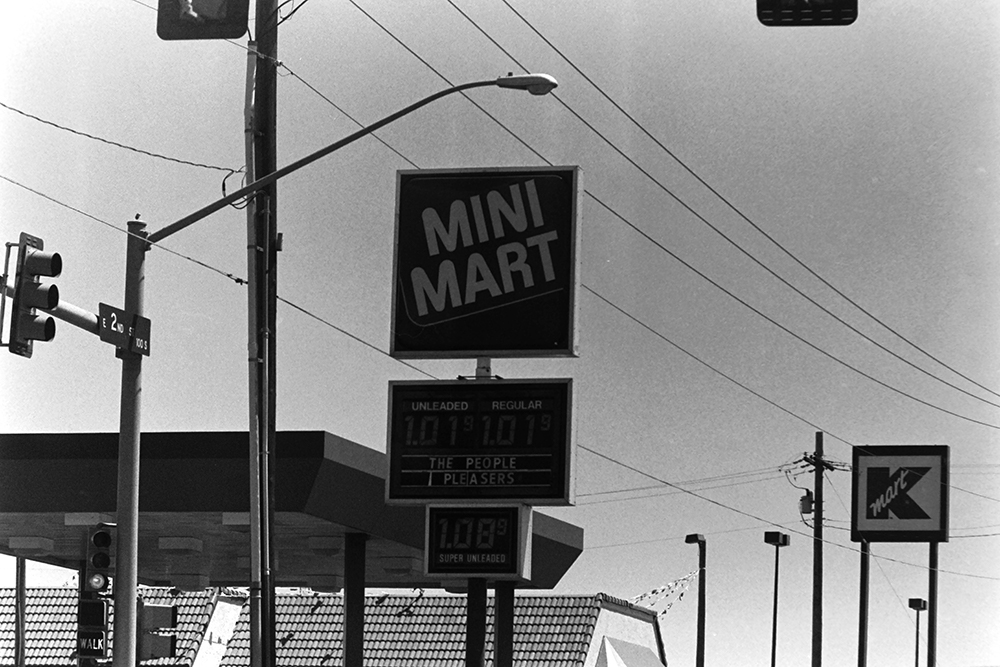 MINI
MART
UNLEADED REGULAR
1.01⁹ 1.01⁹
THE PEOPLE
PLEASERS
1.08⁹
SUPER UNLEADED
E 2ND ST
100 S
Kmart
WALK